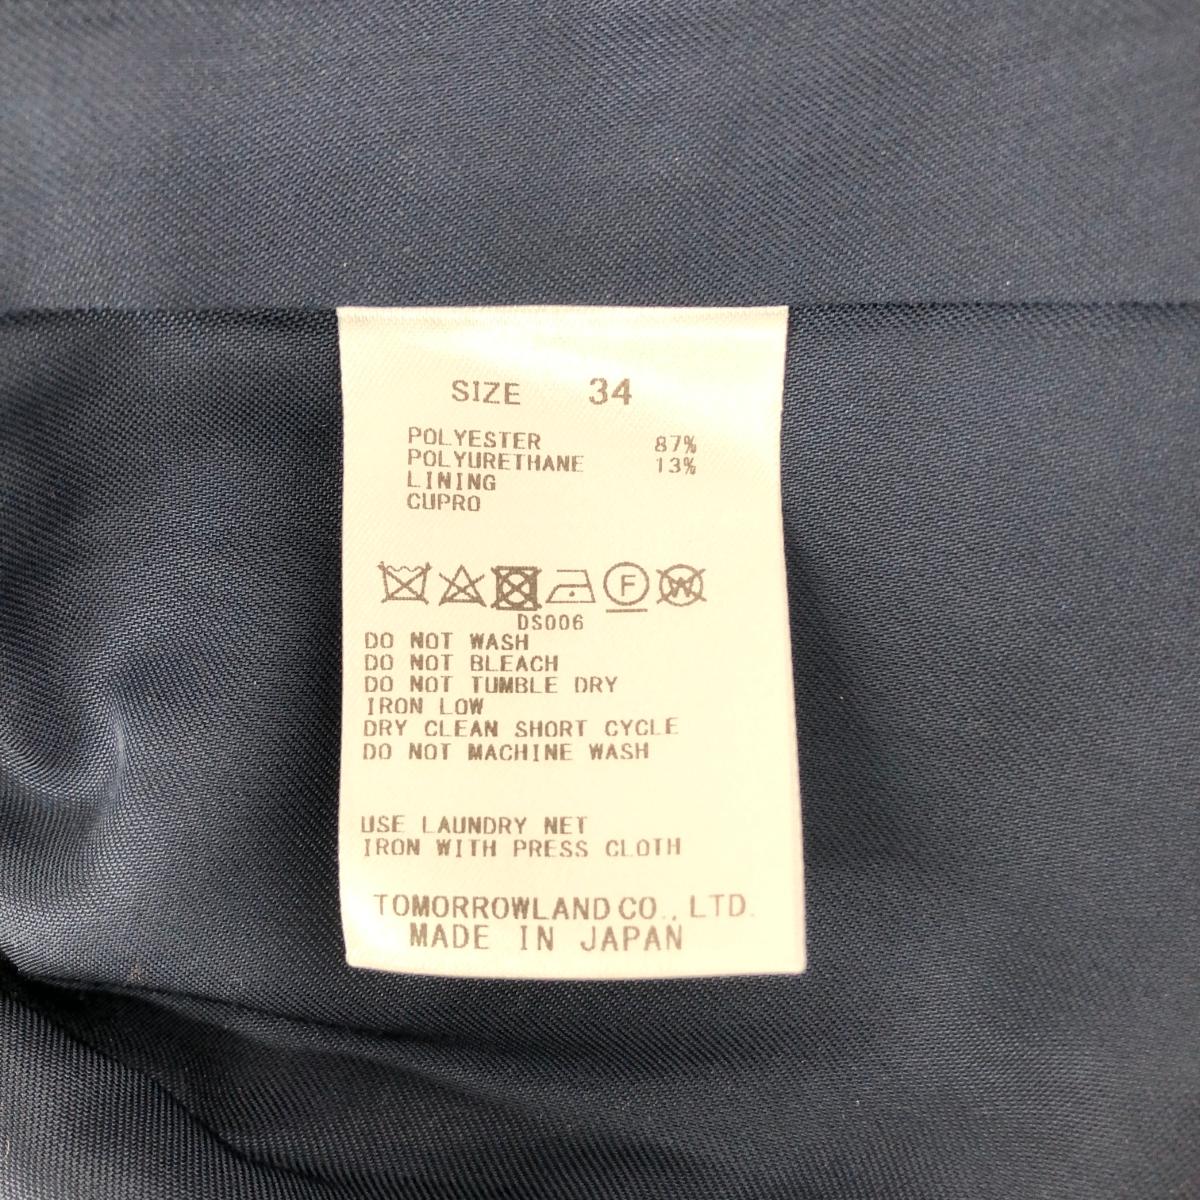 SIZE 34
POLYESTER 87%
POLYURETHANE 13%
LINING
CUPRO
F W
DS006
DO NOT WASH
DO NOT BLEACH
DO NOT TUMBLE DRY
IRON LOW
DRY CLEAN SHORT CYCLE
DO NOT MACHINE WASH
USE LAUNDRY NET
IRON WITH PRESS CLOTH
TOMORROWLAND CO., LTD.
MADE IN JAPAN